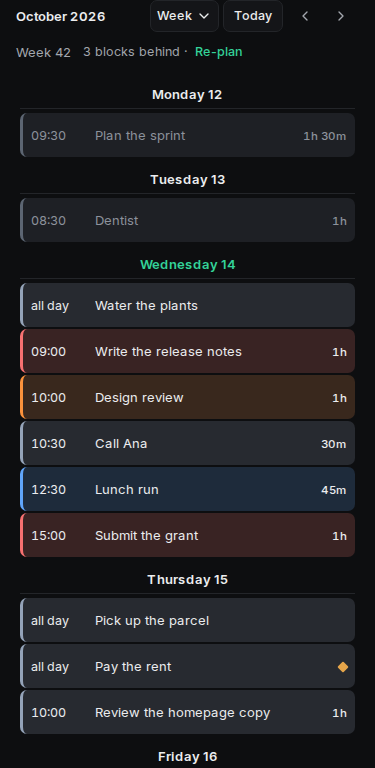 October 2026 Week Today
Week 42 3 blocks behind · Re-plan
Monday 12
09:30 Plan the sprint 1h 30m
Tuesday 13
08:30 Dentist 1h
Wednesday 14
all day Water the plants
09:00 Write the release notes 1h
10:00 Design review 1h
10:30 Call Ana 30m
12:30 Lunch run 45m
15:00 Submit the grant 1h
Thursday 15
all day Pick up the parcel
all day Pay the rent
10:00 Review the homepage copy 1h
Friday 16